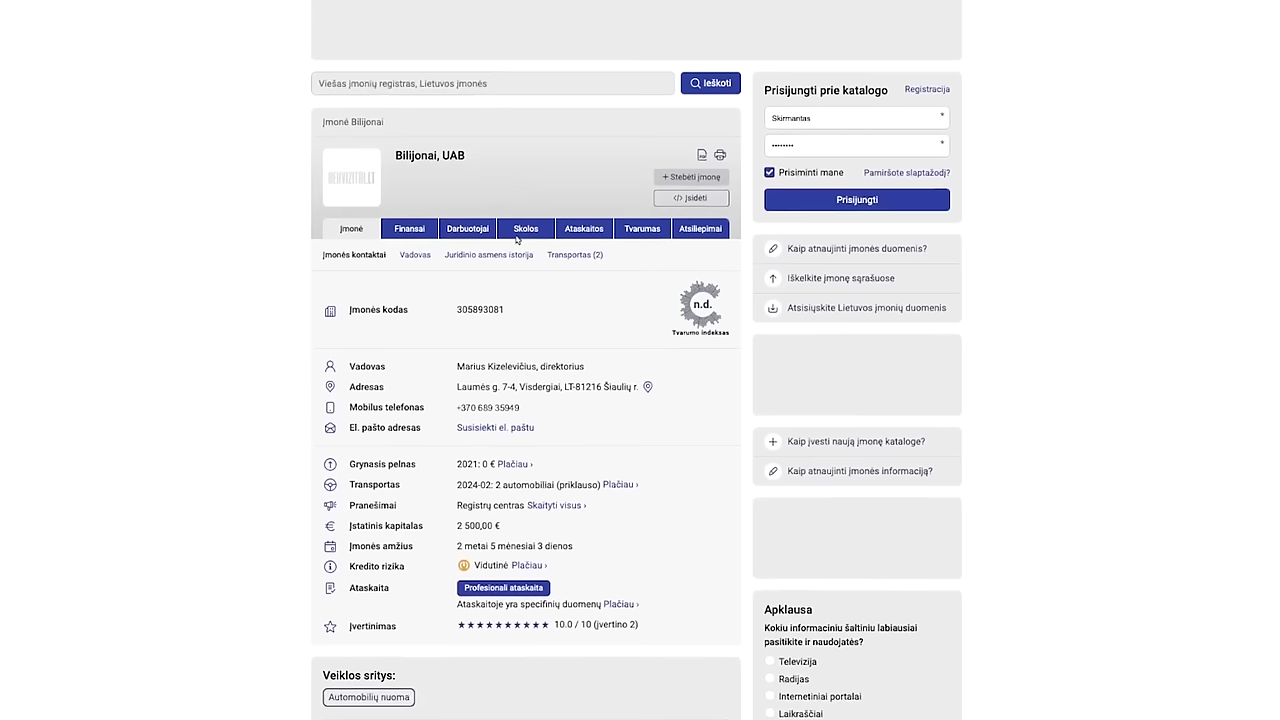 Viešas įmonių registras, Lietuvos įmonės
Ieškoti
Įmonė Bilijonai
REKVIZITAI.LT
Bilijonai, UAB
+ Stebėti įmonę
</> Įsidėti
Įmonė Finansai Darbuotojai Skolos Ataskaitos Tvarumas Atsiliepimai
Įmonės kontaktai Vadovas Juridinio asmens istorija Transportas (2)
Įmonės kodas 305893081
n.d.
Tvarumo indeksas
Vadovas Marius Kizelevičius, direktorius
Adresas Laumės g. 7-4, Visdergiai, LT-81216 Šiaulių r.
Mobilus telefonas +370 689 35949
El. pašto adresas Susisiekti el. paštu
Grynasis pelnas 2021: 0 € Plačiau ›
Transportas 2024-02: 2 automobiliai (priklauso) Plačiau ›
Pranešimai Registrų centras Skaityti visus ›
Įstatinis kapitalas 2 500,00 €
Įmonės amžius 2 metai 5 mėnesiai 3 dienos
Kredito rizika Vidutinė Plačiau ›
Ataskaita Profesionali ataskaita
Ataskaitoje yra specifinių duomenų Plačiau ›
Įvertinimas ★★★★★★★★★★ 10.0 / 10 (įvertino 2)
Veiklos sritys:
Automobilių nuoma
Prisijungti prie katalogo Registracija
Skirmantas *
•••••••• *
Prisiminti mane Pamiršote slaptažodį?
Prisijungti
Kaip atnaujinti įmonės duomenis?
Iškelkite įmonę sąrašuose
Atsisiųskite Lietuvos įmonių duomenis
Kaip įvesti naują įmonę kataloge?
Kaip atnaujinti įmonės informaciją?
Apklausa
Kokiu informaciniu šaltiniu labiausiai
pasitikite ir naudojatės?
Televizija
Radijas
Internetiniai portalai
Laikraščiai